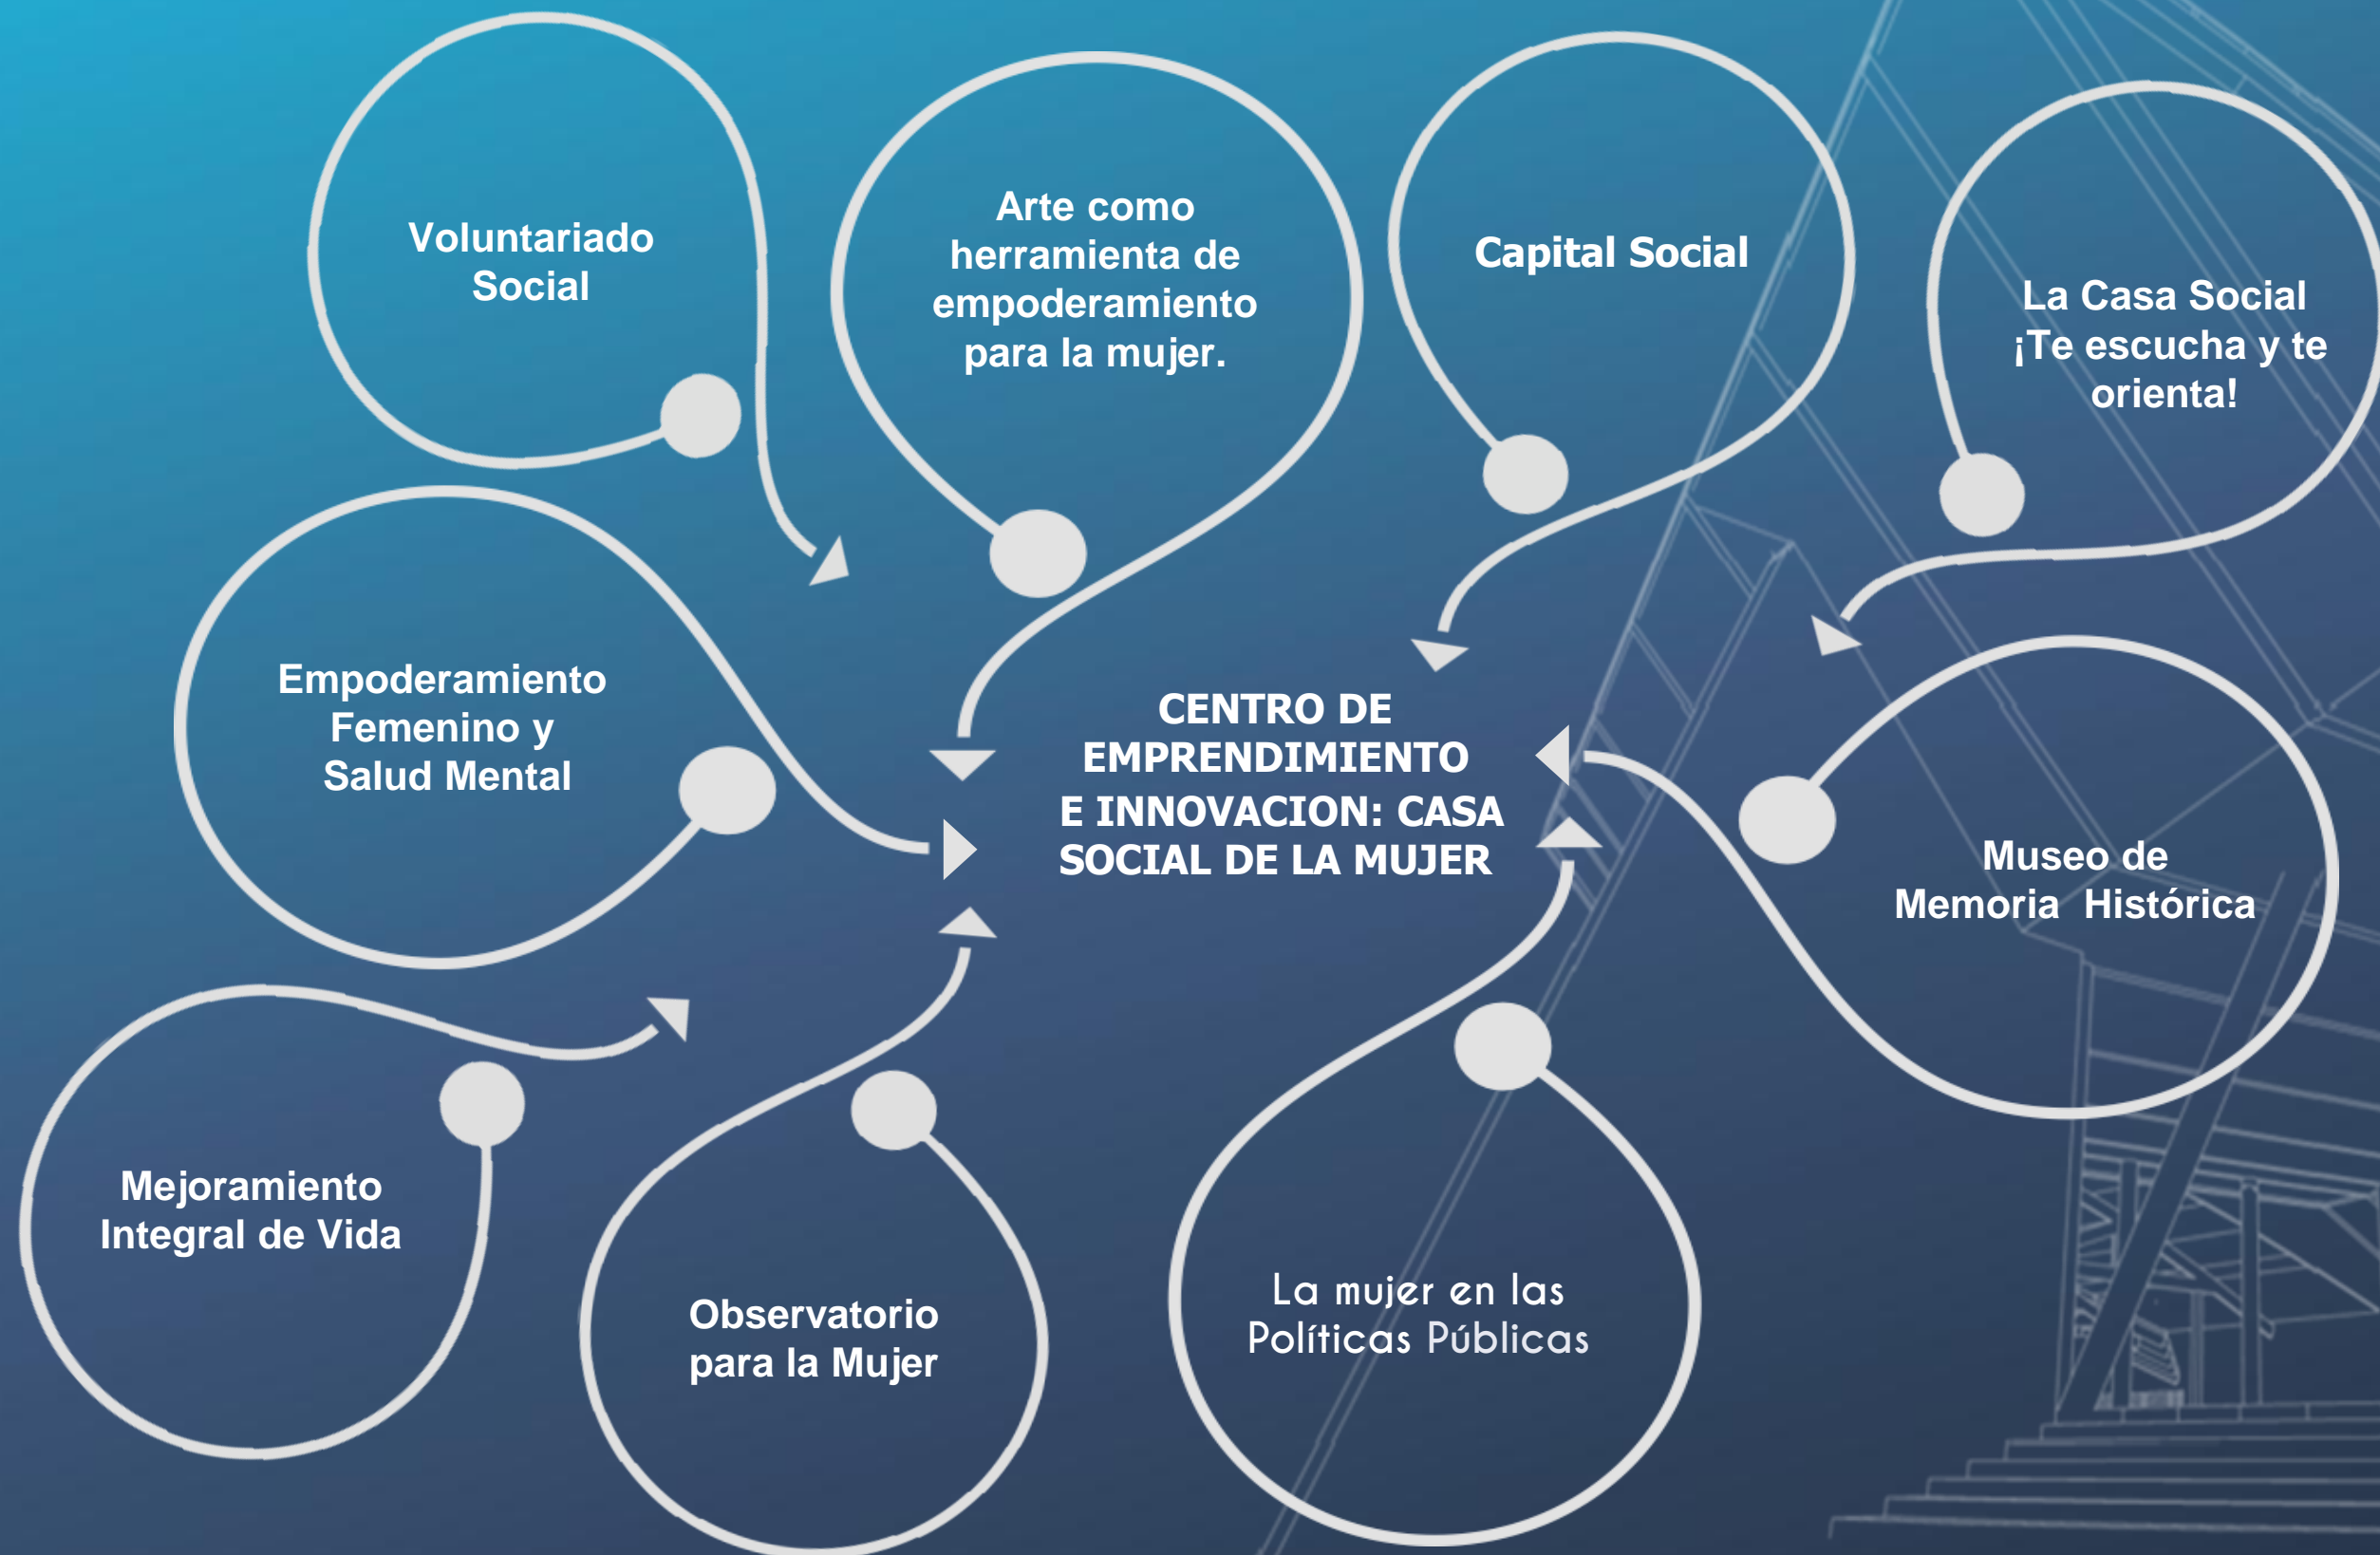 Voluntariado
Social
Arte como
herramienta de
empoderamiento
para la mujer.
Capital Social
La Casa Social
¡Te escucha y te
orienta!
Empoderamiento
Femenino y
Salud Mental
CENTRO DE
EMPRENDIMIENTO
E INNOVACION: CASA
SOCIAL DE LA MUJER
Museo de
Memoria  Histórica
Mejoramiento
Integral de Vida
Observatorio
para la Mujer
La mujer en las
Políticas Públicas